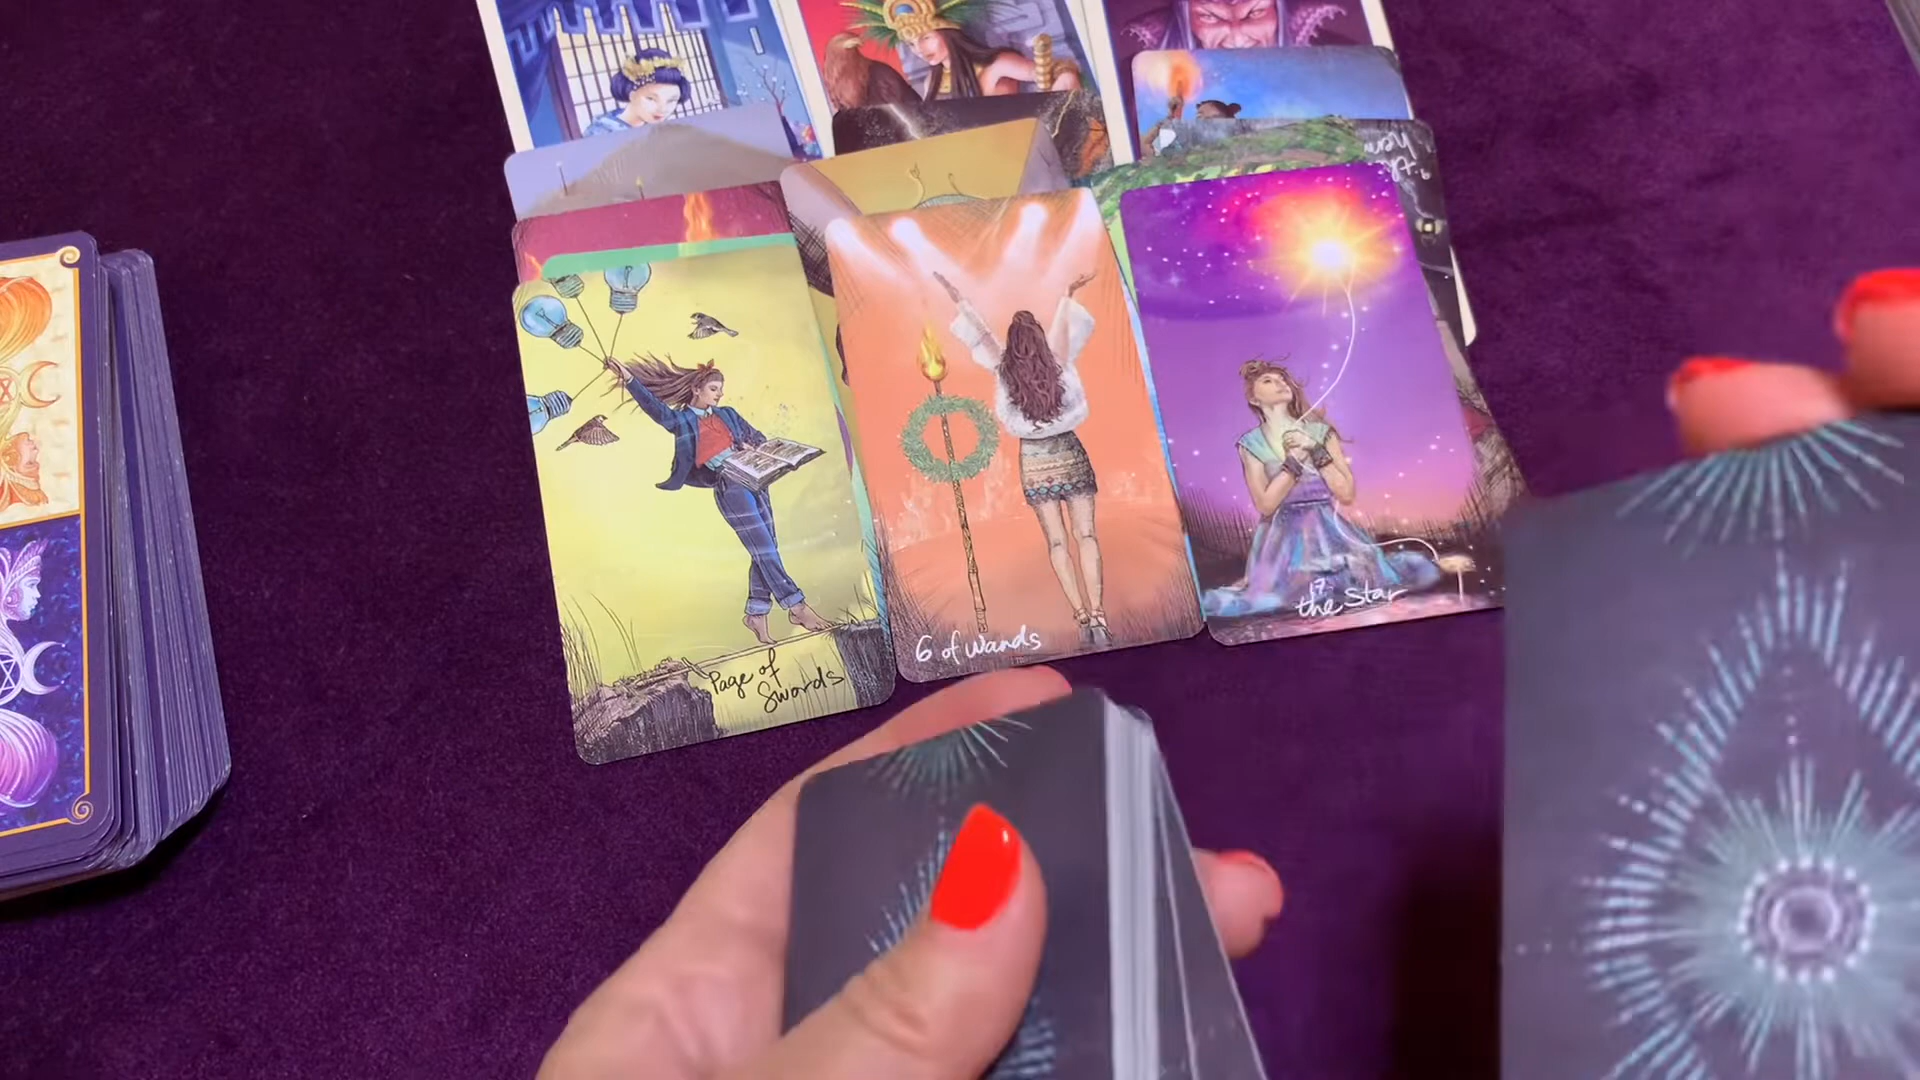 Page of
Swords
6 of Wands
17
the Star